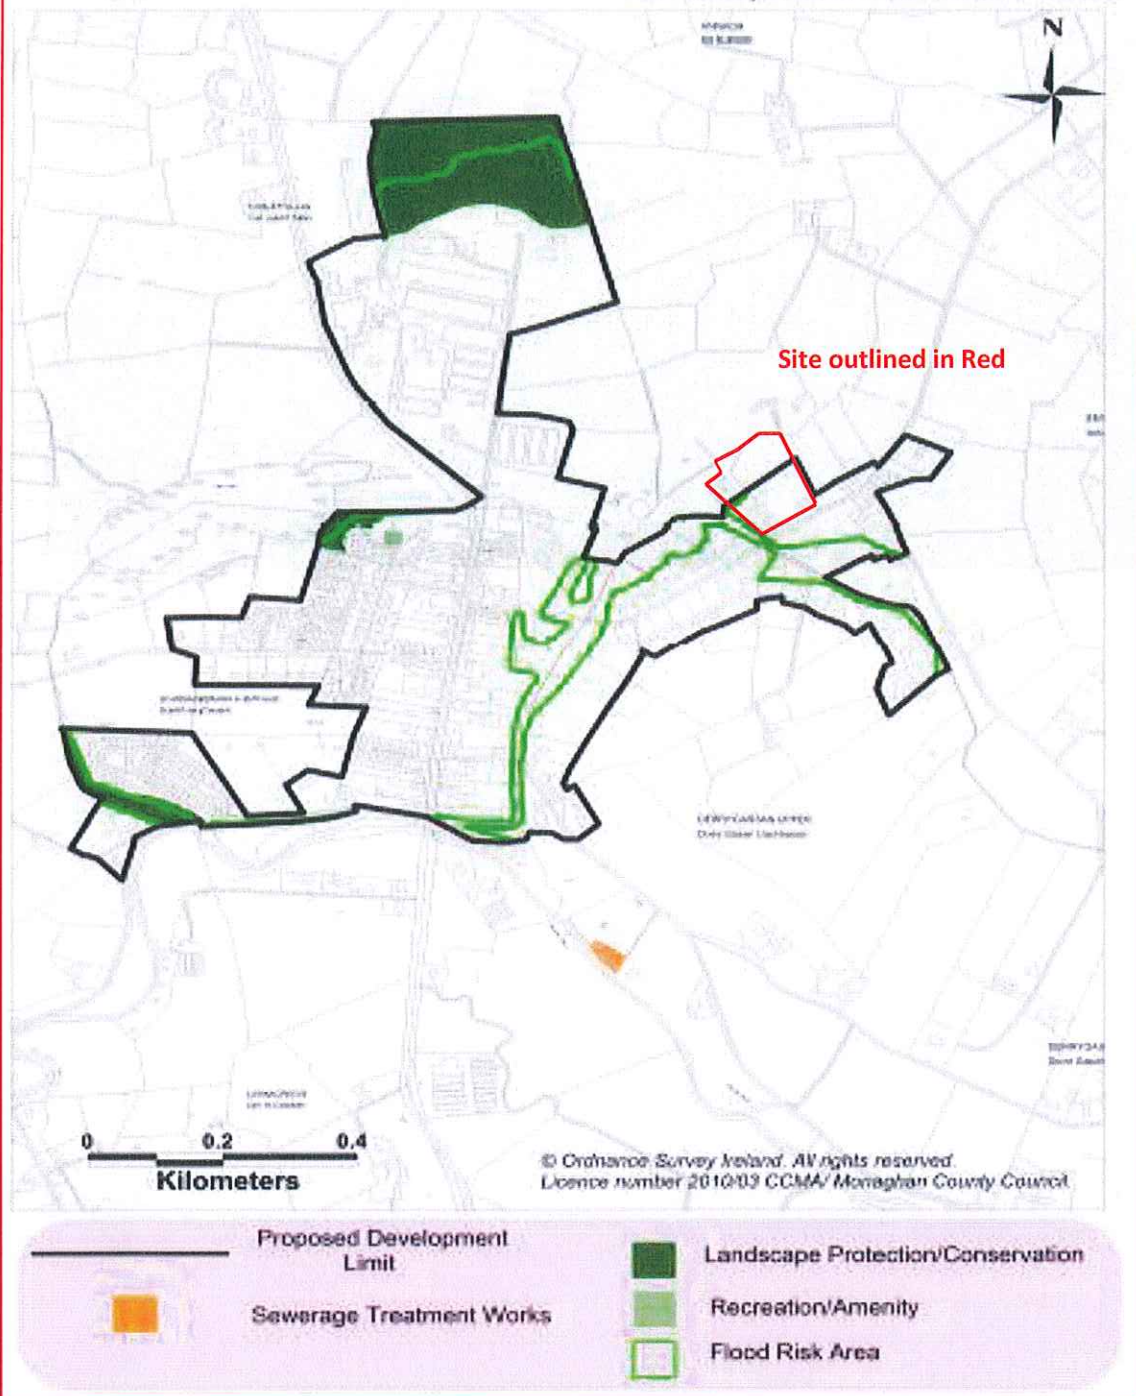 N
Site outlined in Red
0 0.2 0.4
Kilometers
© Ordnance Survey Ireland. All rights reserved.
Licence number 2010/03 CCMA/ Monaghan County Council.
Proposed Development
Limit
Sewerage Treatment Works
Landscape Protection/Conservation
Recreation/Amenity
Flood Risk Area